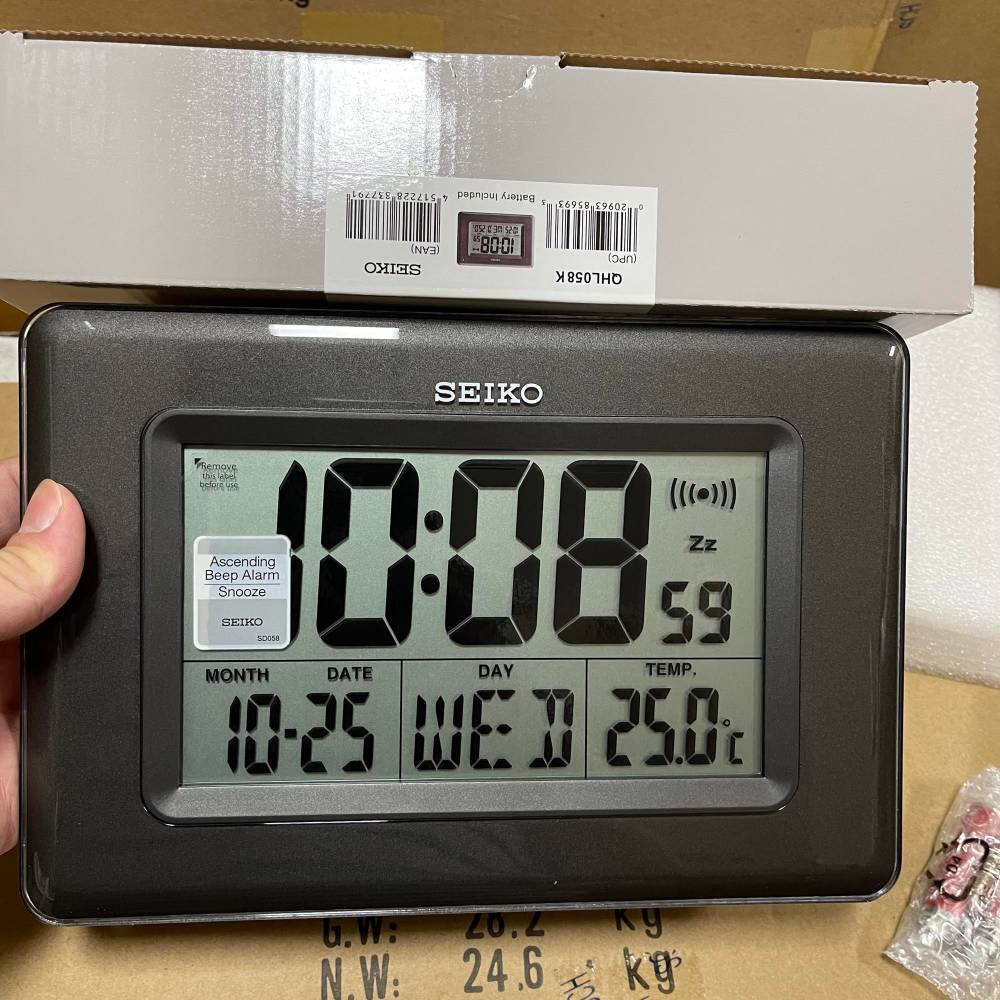 Kg
H.JD
0 20963 85693 3
Battery Included
4 517228 337791
(UPC)
(EAN)
QHL058K
SEIKO
SEIKO
Remove
this label
before use
10:08
Zz
59
Ascending
Beep Alarm
Snooze
SEIKO
SD058
MONTH DATE
DAY
TEMP.
10-25
WED
25.0°C
G.W: 26.2 Kg
N.W: 24.6 kg